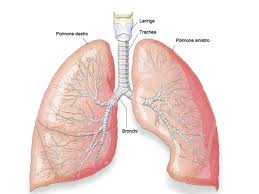 Laringe
Polmone destro
Trachea
Polmone sinistro
Bronchi